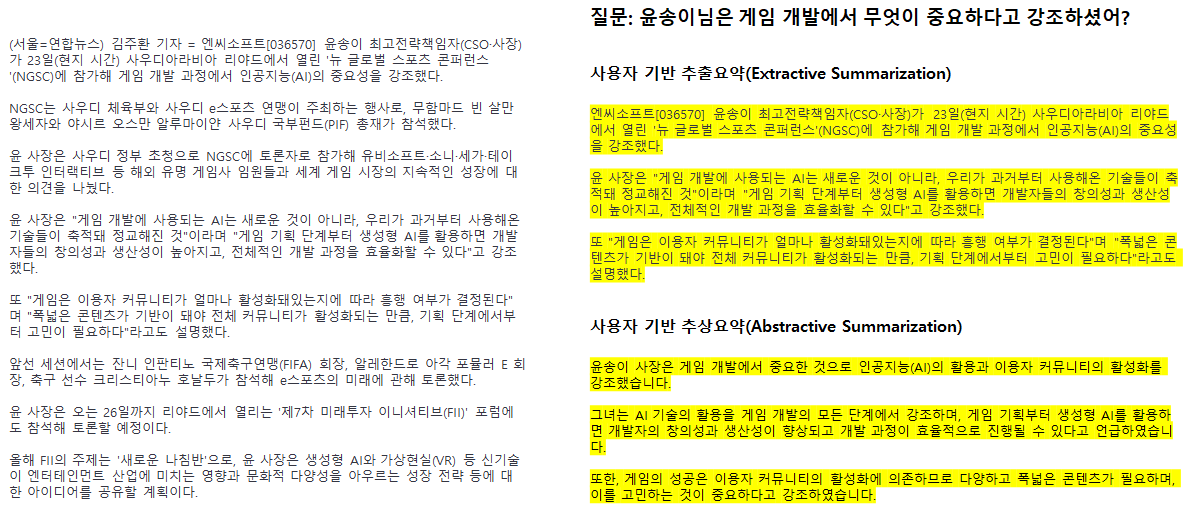 (서울=연합뉴스) 김주환 기자 = 엔씨소프트[036570] 윤송이 최고전략책임자(CSO·사장)
가 23일(현지 시간) 사우디아라비아 리야드에서 열린 '뉴 글로벌 스포츠 콘퍼런스
'(NGSC)에 참가해 게임 개발 과정에서 인공지능(AI)의 중요성을 강조했다.
NGSC는 사우디 체육부와 사우디 e스포츠 연맹이 주최하는 행사로, 무함마드 빈 살만
왕세자와 야시르 오스만 알루마이얀 사우디 국부펀드(PIF) 총재가 참석했다.
윤 사장은 사우디 정부 초청으로 NGSC에 토론자로 참가해 유비소프트·소니·세가·테이
크투 인터랙티브 등 해외 유명 게임사 임원들과 세계 게임 시장의 지속적인 성장에 대
한 의견을 나눴다.
윤 사장은 "게임 개발에 사용되는 AI는 새로운 것이 아니라, 우리가 과거부터 사용해온
기술들이 축적돼 정교해진 것"이라며 "게임 기획 단계부터 생성형 AI를 활용하면 개발
자들의 창의성과 생산성이 높아지고, 전체적인 개발 과정을 효율화할 수 있다"고 강조
했다.
또 "게임은 이용자 커뮤니티가 얼마나 활성화돼있는지에 따라 흥행 여부가 결정된다"
며 "폭넓은 콘텐츠가 기반이 돼야 전체 커뮤니티가 활성화되는 만큼, 기획 단계에서부
터 고민이 필요하다"라고도 설명했다.
앞선 세션에서는 잔니 인판티노 국제축구연맹(FIFA) 회장, 알레한드로 아각 포뮬러 E 회
장, 축구 선수 크리스티아누 호날두가 참석해 e스포츠의 미래에 관해 토론했다.
윤 사장은 오는 26일까지 리야드에서 열리는 '제7차 미래투자 이니셔티브(FII)' 포럼에
도 참석해 토론할 예정이다.
올해 FII의 주제는 '새로운 나침반'으로, 윤 사장은 생성형 AI와 가상현실(VR) 등 신기술
이 엔터테인먼트 산업에 미치는 영향과 문화적 다양성을 아우르는 성장 전략 등에 대
한 아이디어를 공유할 계획이다.
질문: 윤송이님은 게임 개발에서 무엇이 중요하다고 강조하셨어?
사용자 기반 추출요약(Extractive Summarization)
엔씨소프트[036570] 윤송이 최고전략책임자(CSO·사장)가 23일(현지 시간) 사우디아라비아 리야드
에서 열린 '뉴 글로벌 스포츠 콘퍼런스'(NGSC)에 참가해 게임 개발 과정에서 인공지능(AI)의 중요성
을 강조했다.
윤 사장은 "게임 개발에 사용되는 AI는 새로운 것이 아니라, 우리가 과거부터 사용해온 기술들이 축
적돼 정교해진 것"이라며 "게임 기획 단계부터 생성형 AI를 활용하면 개발자들의 창의성과 생산성
이 높아지고, 전체적인 개발 과정을 효율화할 수 있다"고 강조했다.
또 "게임은 이용자 커뮤니티가 얼마나 활성화돼있는지에 따라 흥행 여부가 결정된다"며 "폭넓은 콘
텐츠가 기반이 돼야 전체 커뮤니티가 활성화되는 만큼, 기획 단계에서부터 고민이 필요하다"라고도
설명했다.
사용자 기반 추상요약(Abstractive Summarization)
윤송이 사장은 게임 개발에서 중요한 것으로 인공지능(AI)의 활용과 이용자 커뮤니티의 활성화를
강조했습니다.
그녀는 AI 기술의 활용을 게임 개발의 모든 단계에서 강조하며, 게임 기획부터 생성형 AI를 활용하
면 개발자의 창의성과 생산성이 향상되고 개발 과정이 효율적으로 진행될 수 있다고 언급하였습니
다.
또한, 게임의 성공은 이용자 커뮤니티의 활성화에 의존하므로 다양하고 폭넓은 콘텐츠가 필요하며,
이를 고민하는 것이 중요하다고 강조하였습니다.